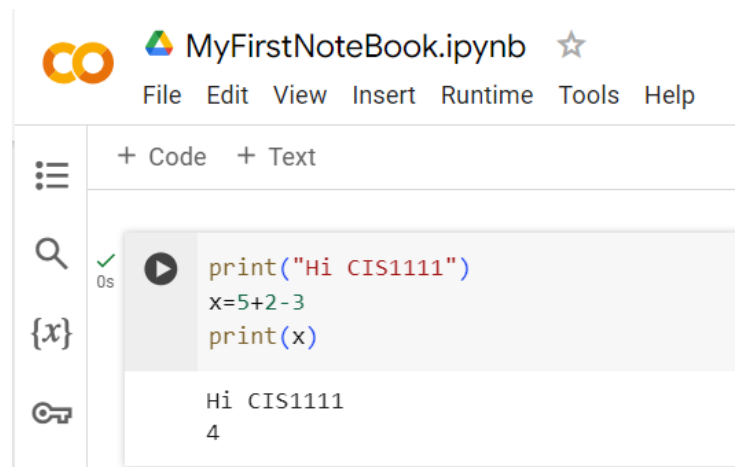 MyFirstNoteBook.ipynb
File Edit View Insert Runtime Tools Help
+ Code + Text
0s
print("Hi CIS1111")
x=5+2-3
print(x)
{x}
Hi CIS1111
4